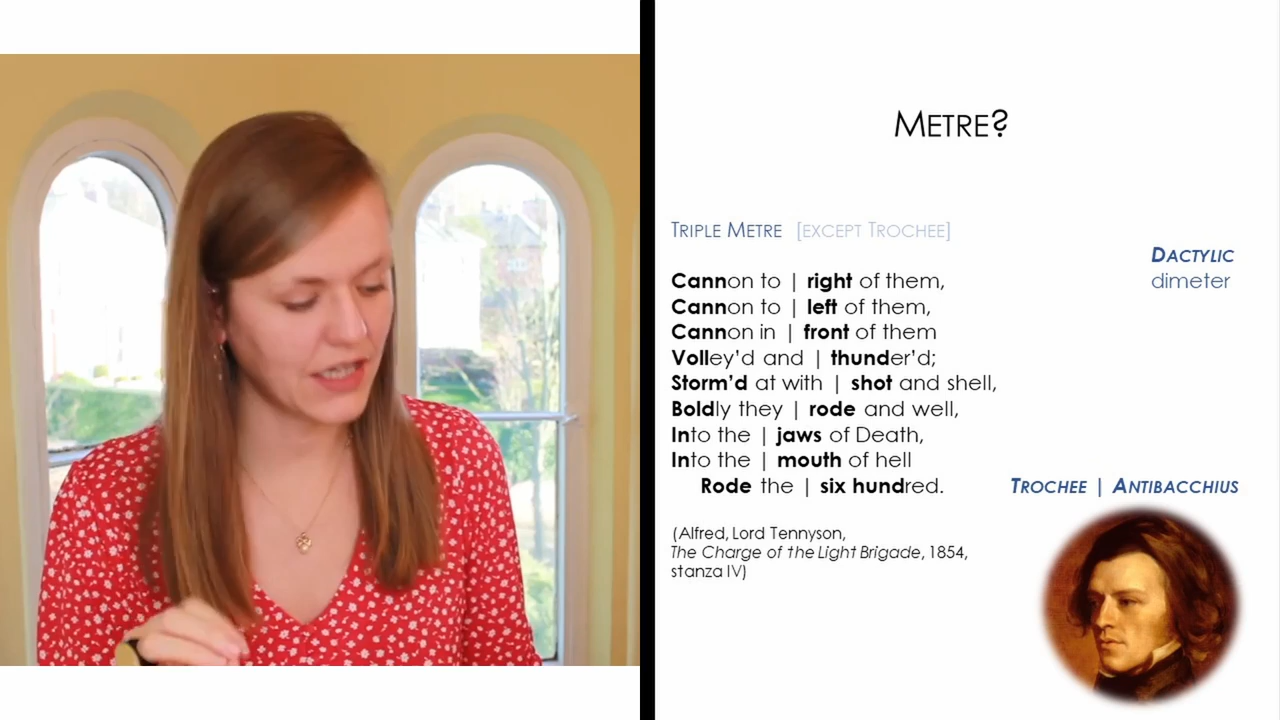 METRE?
TRIPLE METRE [EXCEPT TROCHEE]
DACTYLIC
dimeter
Cannon to | right of them,
Cannon to | left of them,
Cannon in | front of them
Volley’d and | thunder’d;
Storm’d at with | shot and shell,
Boldly they | rode and well,
Into the | jaws of Death,
Into the | mouth of hell
Rode the | six hundred.
TROCHEE | ANTIBACCHIUS
(Alfred, Lord Tennyson,
The Charge of the Light Brigade, 1854,
stanza IV)